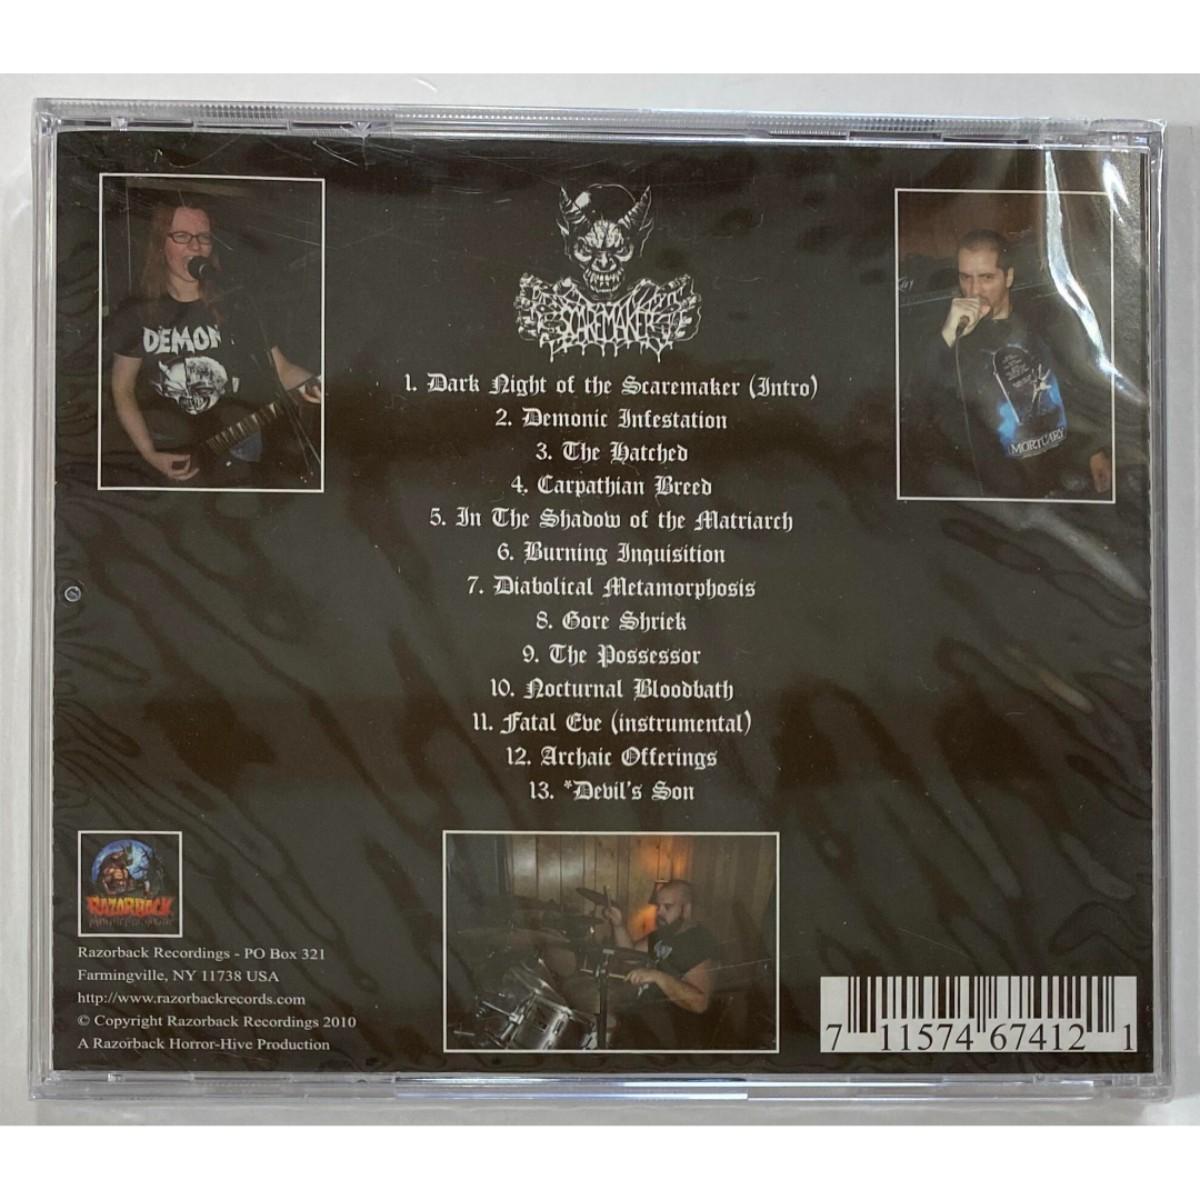 DEMON
SCAREMAKER
MORTUARY
1. Dark Night of the Scaremaker (Intro)
2. Demonic Infestation
3. The Hatched
4. Carpathian Breed
5. In The Shadow of the Matriarch
6. Burning Inquisition
7. Diabolical Metamorphosis
8. Gore Shriek
9. The Possessor
10. Nocturnal Bloodbath
11. Fatal Eve (instrumental)
12. Archaic Offerings
13. *Devil's Son
RAZORBACK
Razorback Recordings - PO Box 321
Farmingville, NY 11738 USA
http://www.razorbackrecords.com
© Copyright Razorback Recordings 2010
A Razorback Horror-Hive Production
7 11574 67412 1